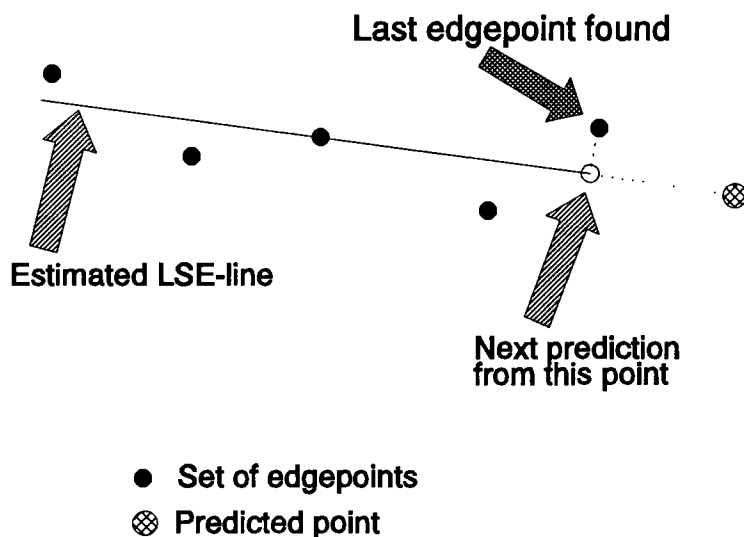 Last edgepoint found
Estimated LSE-line
Next prediction
from this point
Set of edgepoints
Predicted point